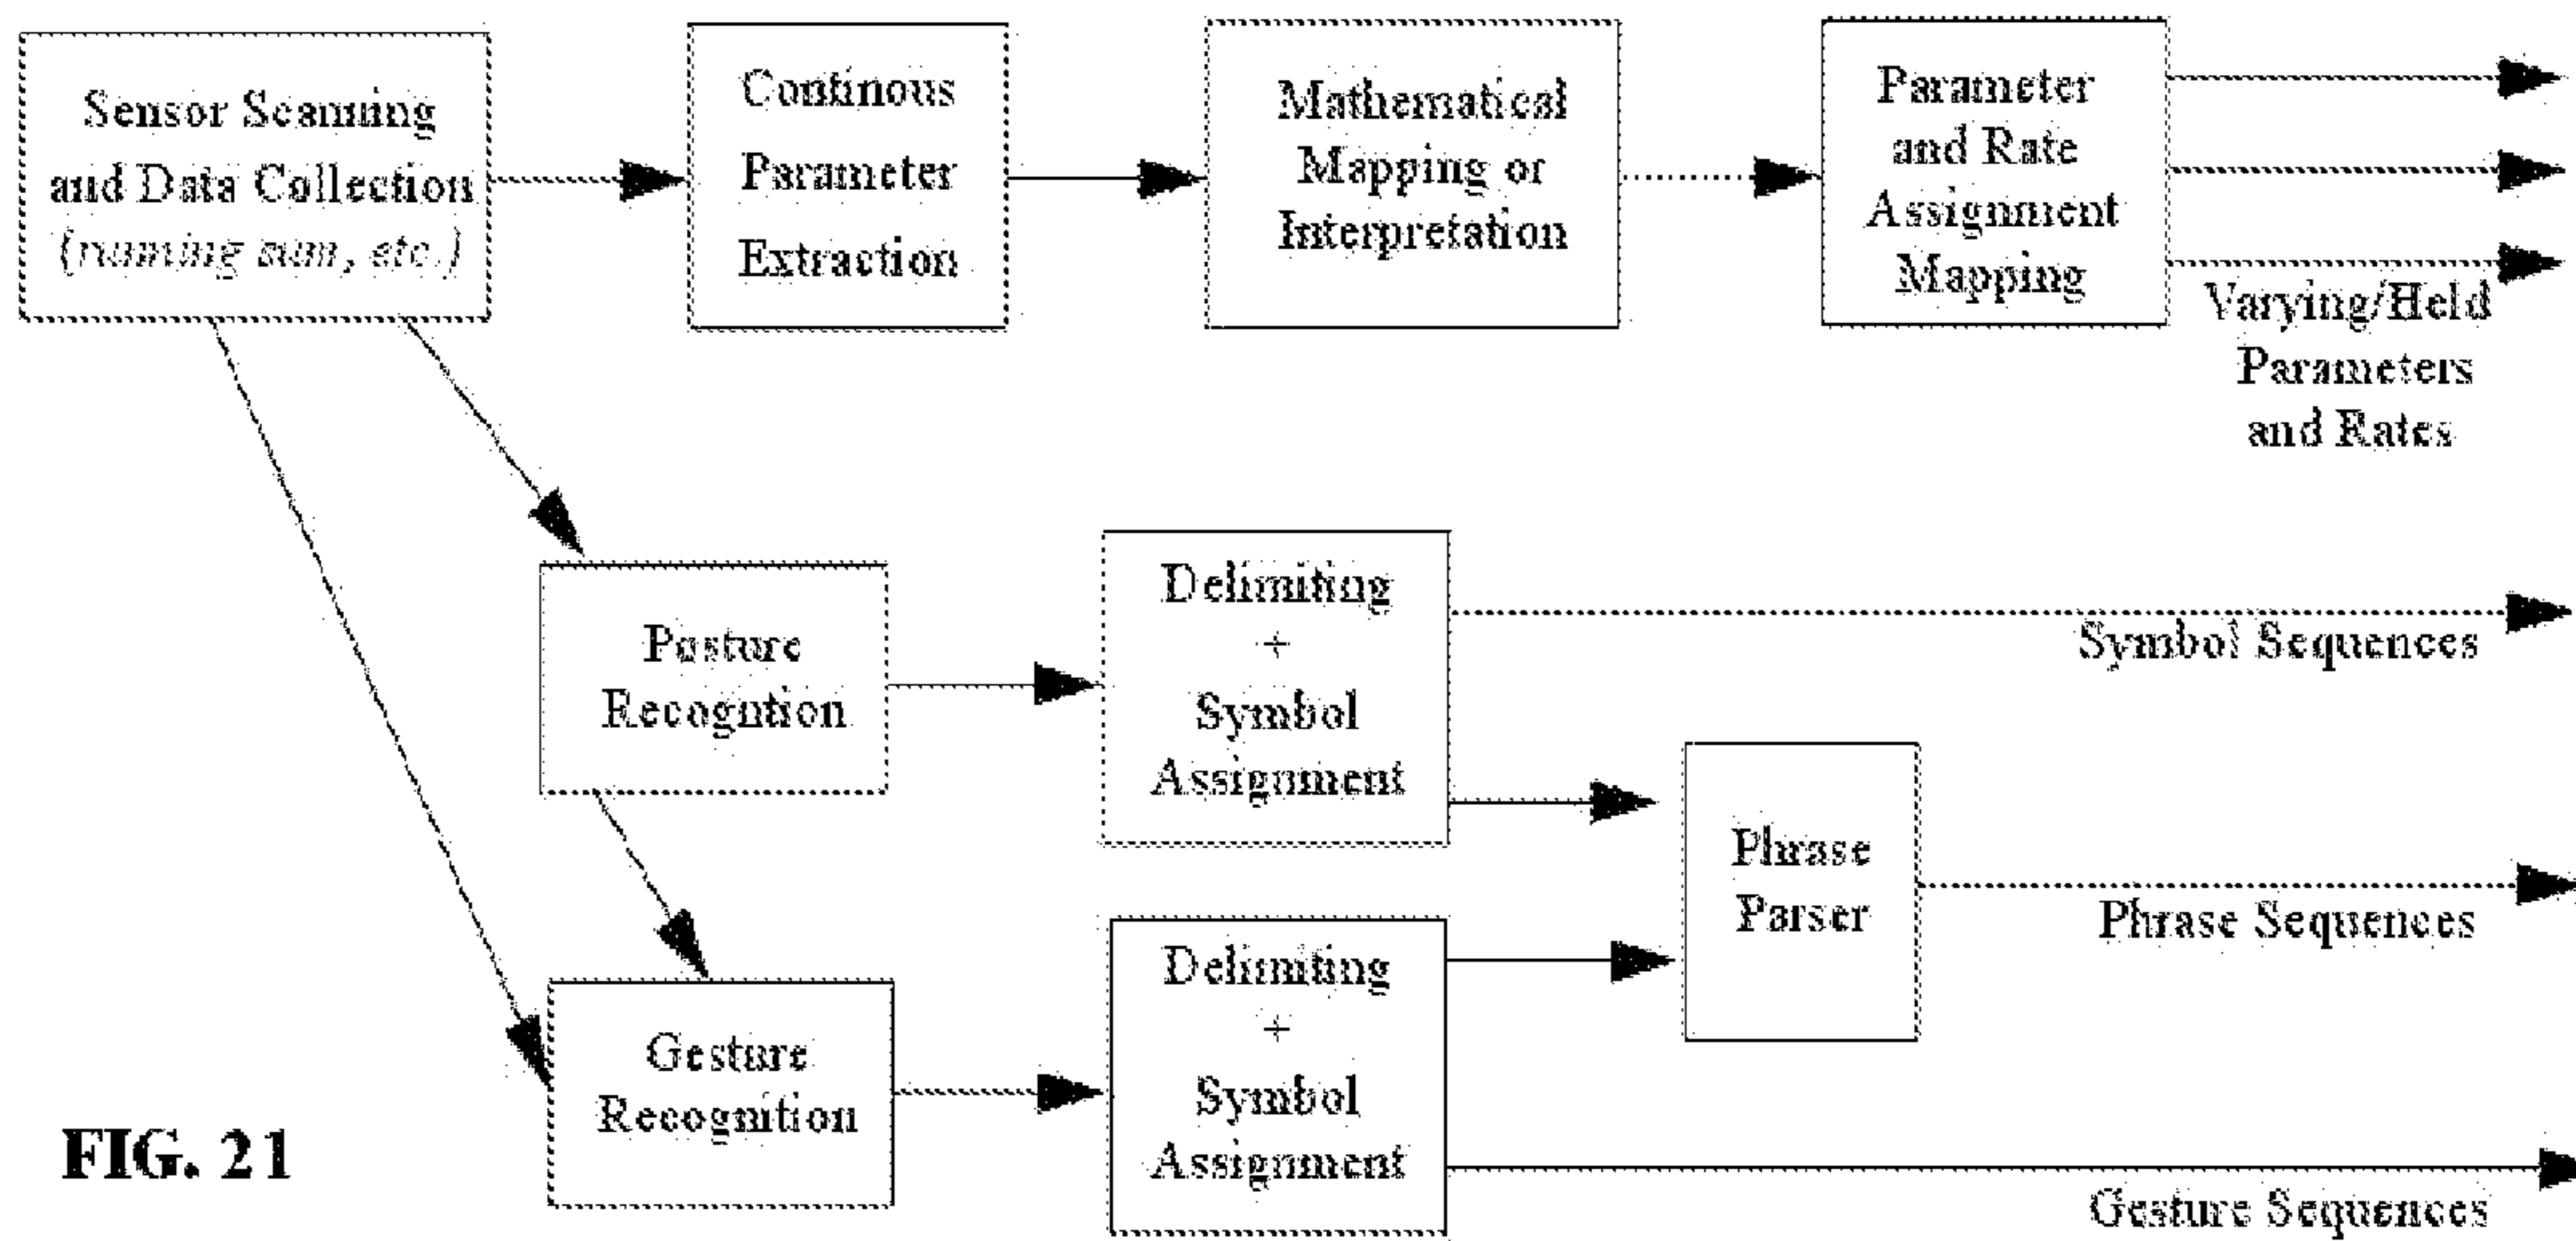 Sensor Scanning
and Data Collection
(running sum, etc.)
Continous
Parameter
Extraction
Mathematical
Mapping or
Interpretation
Parameter
and Rate
Assignment
Mapping
Varying/Held
Parameters
and Rates
Posture
Recogntion
Delimiting
+
Symbol
Assignment
Symbol Sequences
Phrase
Parser
Phrase Sequences
Gesture
Recognition
Delimiting
+
Symbol
Assignment
Gesture Sequences
FIG. 21